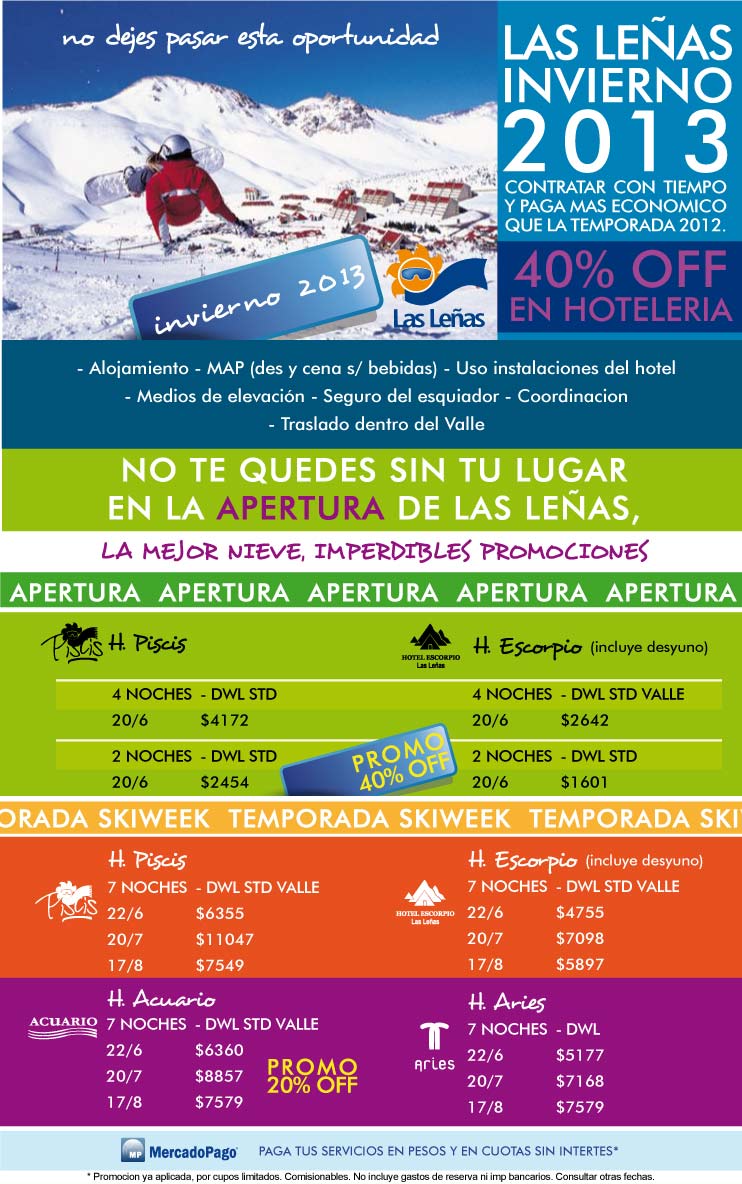 no dejes pasar esta oportunidad
LAS LEÑAS
INVIERNO
2013
CONTRATAR CON TIEMPO
Y PAGA MAS ECONOMICO
QUE LA TEMPORADA 2012.
40% OFF
EN HOTELERIA
invierno 2013
Las Leñas
- Alojamiento - MAP (des y cena s/ bebidas) - Uso instalaciones del hotel
- Medios de elevación - Seguro del esquiador - Coordinacion
- Traslado dentro del Valle
NO TE QUEDES SIN TU LUGAR
EN LA APERTURA DE LAS LEÑAS,
LA MEJOR NIEVE, IMPERDIBLES PROMOCIONES
APERTURA APERTURA APERTURA APERTURA APERTURA
Piscis H. Piscis
4 NOCHES - DWL STD
20/6 $4172
2 NOCHES - DWL STD
20/6 $2454
HOTEL ESCORPIO
Las Leñas
H. Escorpio (incluye desyuno)
4 NOCHES - DWL STD VALLE
20/6 $2642
2 NOCHES - DWL STD
20/6 $1601
PROMO
40% OFF
ORADA SKIWEEK TEMPORADA SKIWEEK TEMPORADA SKI
Piscis
H. Piscis
7 NOCHES - DWL STD VALLE
22/6 $6355
20/7 $11047
17/8 $7549
HOTEL ESCORPIO
Las Leñas
H. Escorpio (incluye desyuno)
7 NOCHES - DWL STD VALLE
22/6 $4755
20/7 $7098
17/8 $5897
ACUARIO
H. Acuario
7 NOCHES - DWL STD VALLE
22/6 $6360
20/7 $8857
17/8 $7579
PROMO
20% OFF
Aries
H. Aries
7 NOCHES - DWL
22/6 $5177
20/7 $7168
17/8 $7579
MP MercadoPago PAGA TUS SERVICIOS EN PESOS Y EN CUOTAS SIN INTERTES*
* Promocion ya aplicada, por cupos limitados. Comisionables. No incluye gastos de reserva ni imp bancarios. Consultar otras fechas.